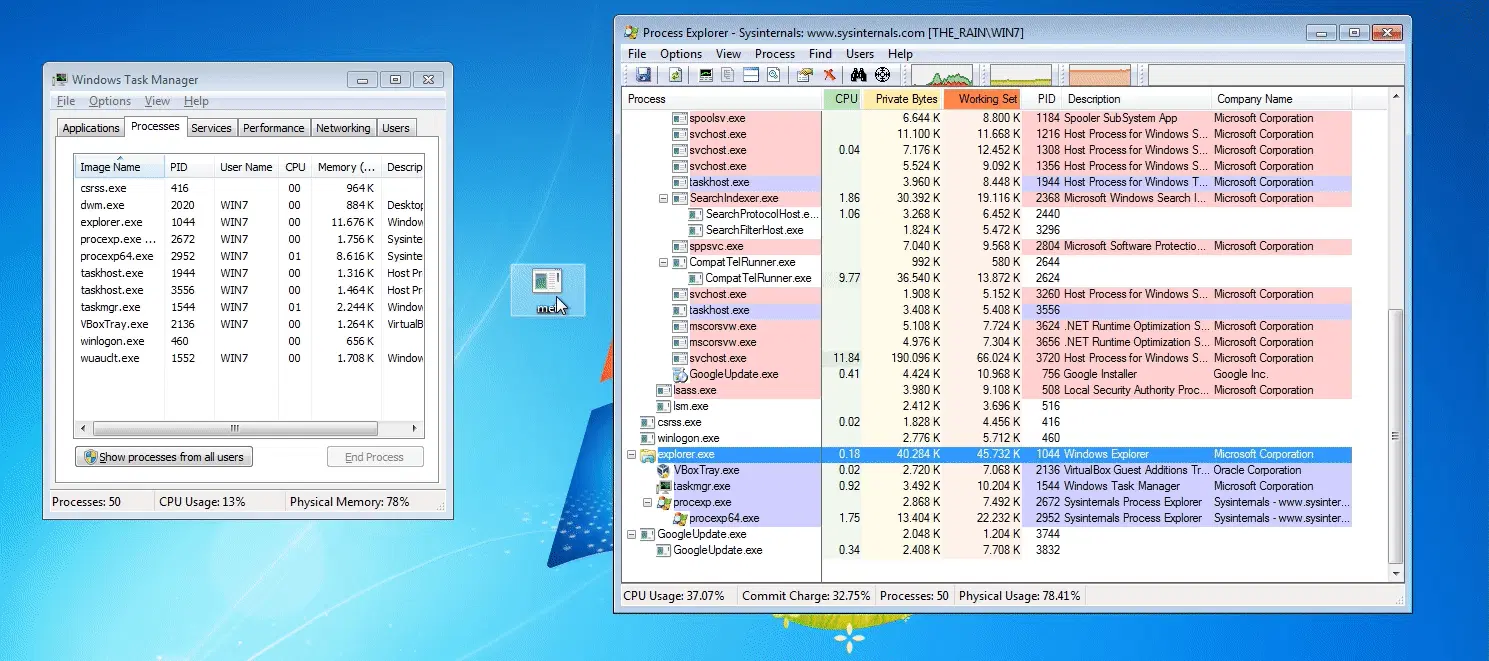 Windows Task Manager
File Options View Help
Applications Processes Services Performance Networking Users
Image Name PID User Name CPU Memory (... Descrip
csrss.exe 416 00 964 K
dwm.exe 2020 WIN7 00 884 K Desktop
explorer.exe 1044 WIN7 00 11.676 K Window
procexp.exe ... 2672 WIN7 00 1.756 K Sysinte
procexp64.exe 2952 WIN7 01 8.616 K Sysinte
taskhost.exe 1944 WIN7 00 1.316 K Host Pr
taskhost.exe 3556 WIN7 00 1.464 K Host Pr
taskmgr.exe 1544 WIN7 01 2.244 K Window
VBoxTray.exe 2136 WIN7 00 1.264 K VirtualB
winlogon.exe 460 00 656 K
wuauclt.exe 1552 WIN7 00 1.708 K Window
Show processes from all users End Process
Processes: 50 CPU Usage: 13% Physical Memory: 78%
Process Explorer - Sysinternals: www.sysinternals.com [THE_RAIN\WIN7]
File Options View Process Find Users Help
Process CPU Private Bytes Working Set PID Description Company Name
spoolsv.exe 6.644 K 8.800 K 1184 Spooler SubSystem App Microsoft Corporation
svchost.exe 11.100 K 11.668 K 1216 Host Process for Windows S... Microsoft Corporation
svchost.exe 0.04 7.176 K 12.452 K 1308 Host Process for Windows S... Microsoft Corporation
svchost.exe 5.524 K 9.092 K 1356 Host Process for Windows S... Microsoft Corporation
taskhost.exe 3.960 K 8.448 K 1944 Host Process for Windows T... Microsoft Corporation
SearchIndexer.exe 1.86 30.392 K 19.116 K 2368 Microsoft Windows Search I... Microsoft Corporation
SearchProtocolHost.e... 1.06 3.268 K 6.452 K 2440
SearchFilterHost.exe 1.824 K 5.472 K 3296
sppsvc.exe 7.040 K 9.568 K 2804 Microsoft Software Protectio... Microsoft Corporation
CompatTelRunner.exe 992 K 580 K 2644
CompatTelRunner.exe 9.77 36.540 K 13.872 K 2624
svchost.exe 1.908 K 5.152 K 3260 Host Process for Windows S... Microsoft Corporation
taskhost.exe 3.408 K 5.408 K 3556
mscorsvw.exe 5.108 K 7.724 K 3624 .NET Runtime Optimization S... Microsoft Corporation
mscorsvw.exe 4.976 K 7.304 K 3656 .NET Runtime Optimization S... Microsoft Corporation
svchost.exe 11.84 190.096 K 66.024 K 3720 Host Process for Windows S... Microsoft Corporation
GoogleUpdate.exe 0.41 4.424 K 10.968 K 756 Google Installer Google Inc.
lsass.exe 3.980 K 9.108 K 508 Local Security Authority Proc... Microsoft Corporation
lsm.exe 2.412 K 3.696 K 516
csrss.exe 0.02 1.828 K 4.456 K 416
winlogon.exe 2.776 K 5.712 K 460
explorer.exe 0.18 40.284 K 45.732 K 1044 Windows Explorer Microsoft Corporation
VBoxTray.exe 0.02 2.720 K 7.068 K 2136 VirtualBox Guest Additions Tr... Oracle Corporation
taskmgr.exe 0.92 3.492 K 10.204 K 1544 Windows Task Manager Microsoft Corporation
procexp.exe 2.868 K 7.492 K 2672 Sysinternals Process Explorer Sysinternals - www.sysinter...
procexp64.exe 1.75 13.404 K 22.232 K 2952 Sysinternals Process Explorer Sysinternals - www.sysinter...
GoogleUpdate.exe 2.048 K 1.204 K 3744
GoogleUpdate.exe 0.34 2.408 K 7.708 K 3832
CPU Usage: 37.07% Commit Charge: 32.75% Processes: 50 Physical Usage: 78.41%